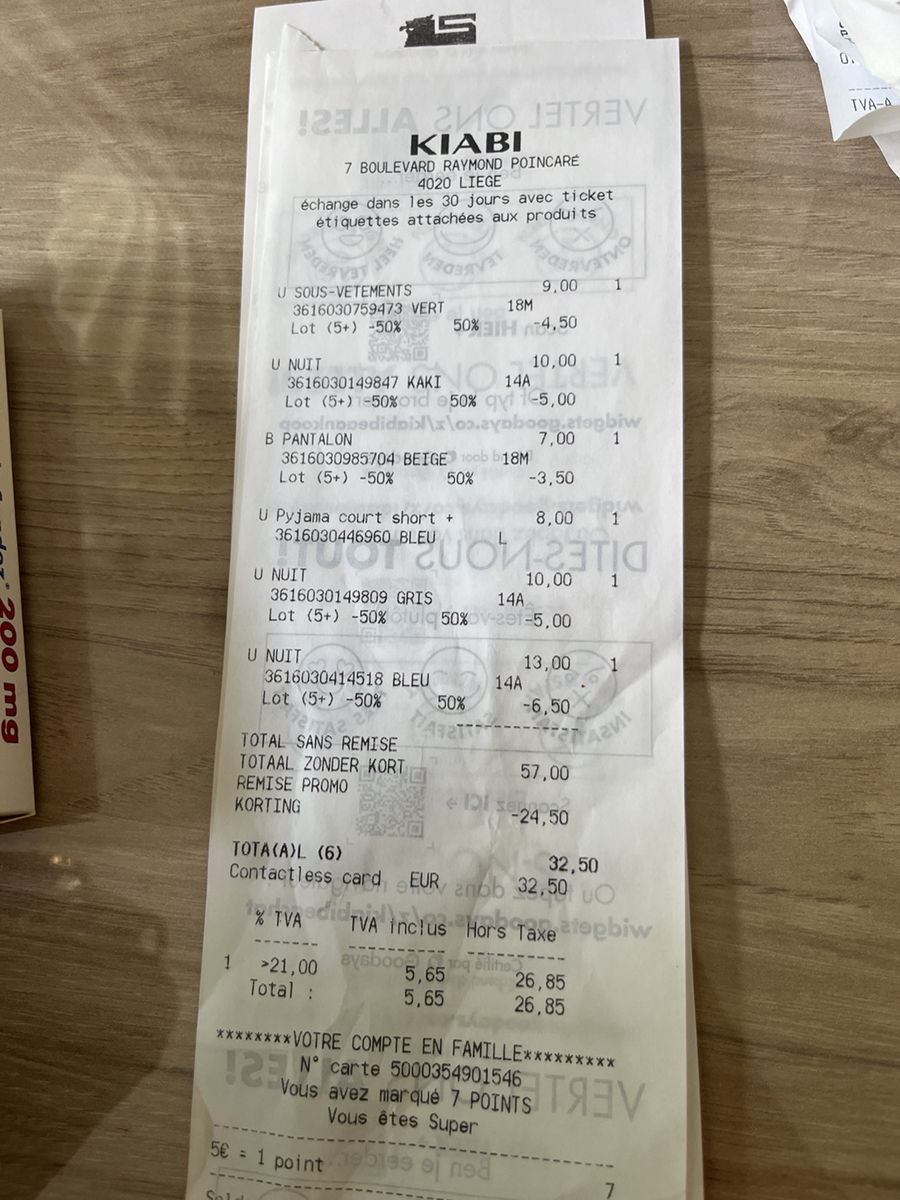 KIABI
7 BOULEVARD RAYMOND POINCARÉ
4020 LIEGE
échange dans les 30 jours avec ticket
étiquettes attachées aux produits
U SOUS-VETEMENTS 9,00 1
3616030759473 VERT 18M
Lot (5+) -50% 50% -4,50
U NUIT 10,00 1
3616030149847 KAKI 14A
Lot (5+) -50% 50% -5,00
B PANTALON 7,00 1
3616030985704 BEIGE 18M
Lot (5+) -50% 50% -3,50
U Pyjama court short + 8,00 1
3616030446960 BLEU L
U NUIT 10,00 1
3616030149809 GRIS 14A
Lot (5+) -50% 50% -5,00
U NUIT 13,00 1
3616030414518 BLEU 14A
Lot (5+) -50% 50% -6,50
TOTAL SANS REMISE
TOTAAL ZONDER KORT 57,00
REMISE PROMO
KORTING -24,50
TOTA(A)L (6) 32,50
Contactless card EUR 32,50
% TVA TVA inclus Hors Taxe
1 >21,00 5,65 26,85
Total : 5,65 26,85
********VOTRE COMPTE EN FAMILLE*********
N° carte 5000354901546
Vous avez marqué 7 POINTS
Vous êtes Super
5€ = 1 point
7
TVA-A
200 mg